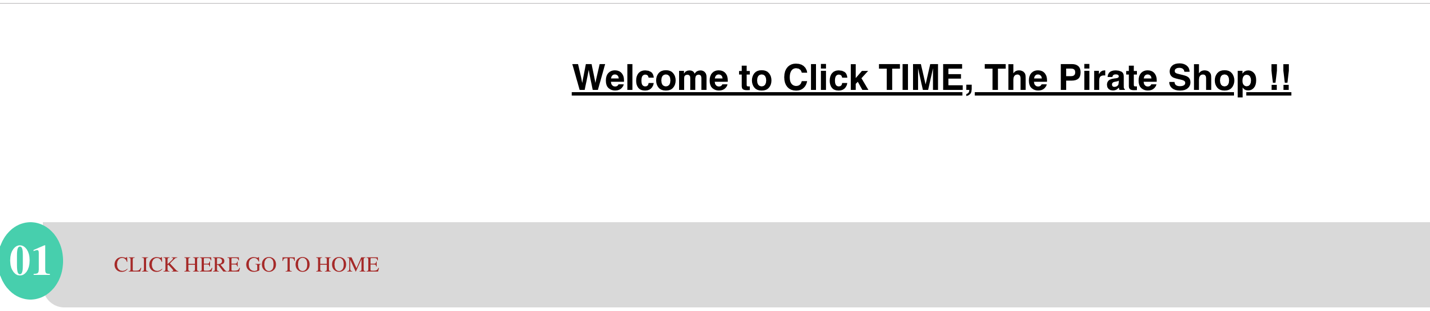 Welcome to Click TIME, The Pirate Shop !!
01
CLICK HERE GO TO HOME